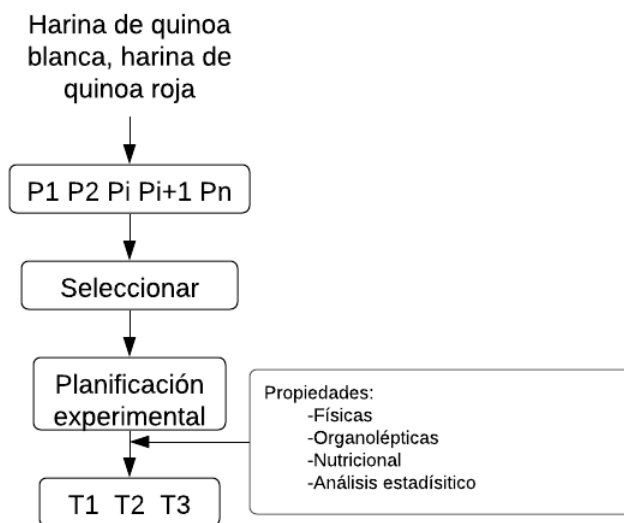 Harina de quinoa
blanca, harina de
quinoa roja
P1 P2 Pi Pi+1 Pn
Seleccionar
Planificación
experimental
Propiedades:
-Físicas
-Organolépticas
-Nutricional
-Análisis estadísitico
T1 T2 T3